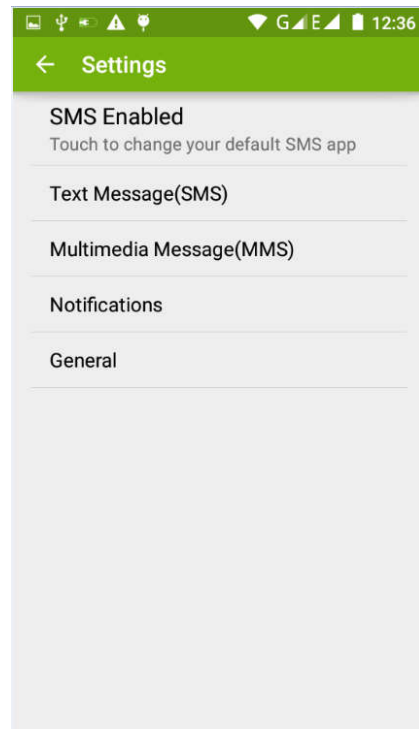 G E 12:36
Settings
SMS Enabled
Touch to change your default SMS app
Text Message(SMS)
Multimedia Message(MMS)
Notifications
General